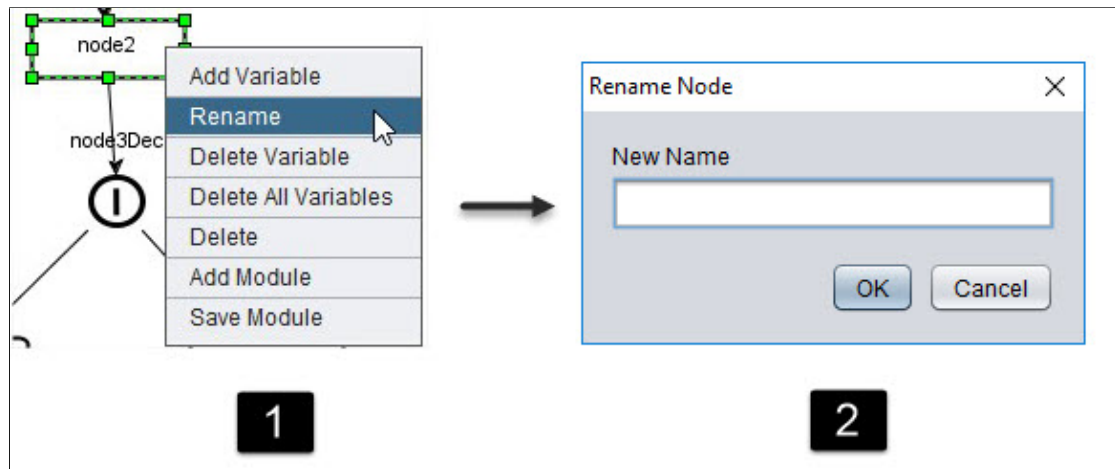 node2
Add Variable
Rename
node3Dec
Delete Variable
Delete All Variables
Delete
Add Module
Save Module
1
Rename Node
New Name
OK
Cancel
2